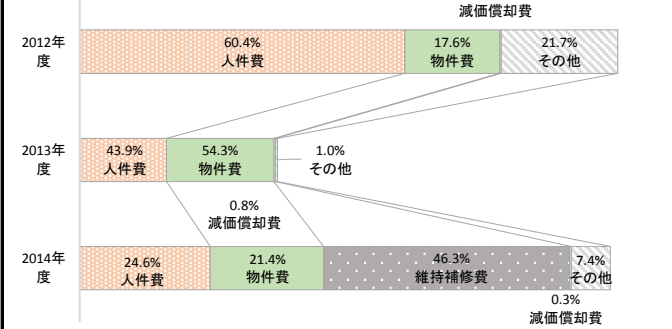 減価償却費
2012年度
60.4%
人件費
17.6%
物件費
21.7%
その他
2013年度
43.9%
人件費
54.3%
物件費
1.0%
その他
0.8%
減価償却費
2014年度
24.6%
人件費
21.4%
物件費
46.3%
維持補修費
7.4%
その他
0.3%
減価償却費